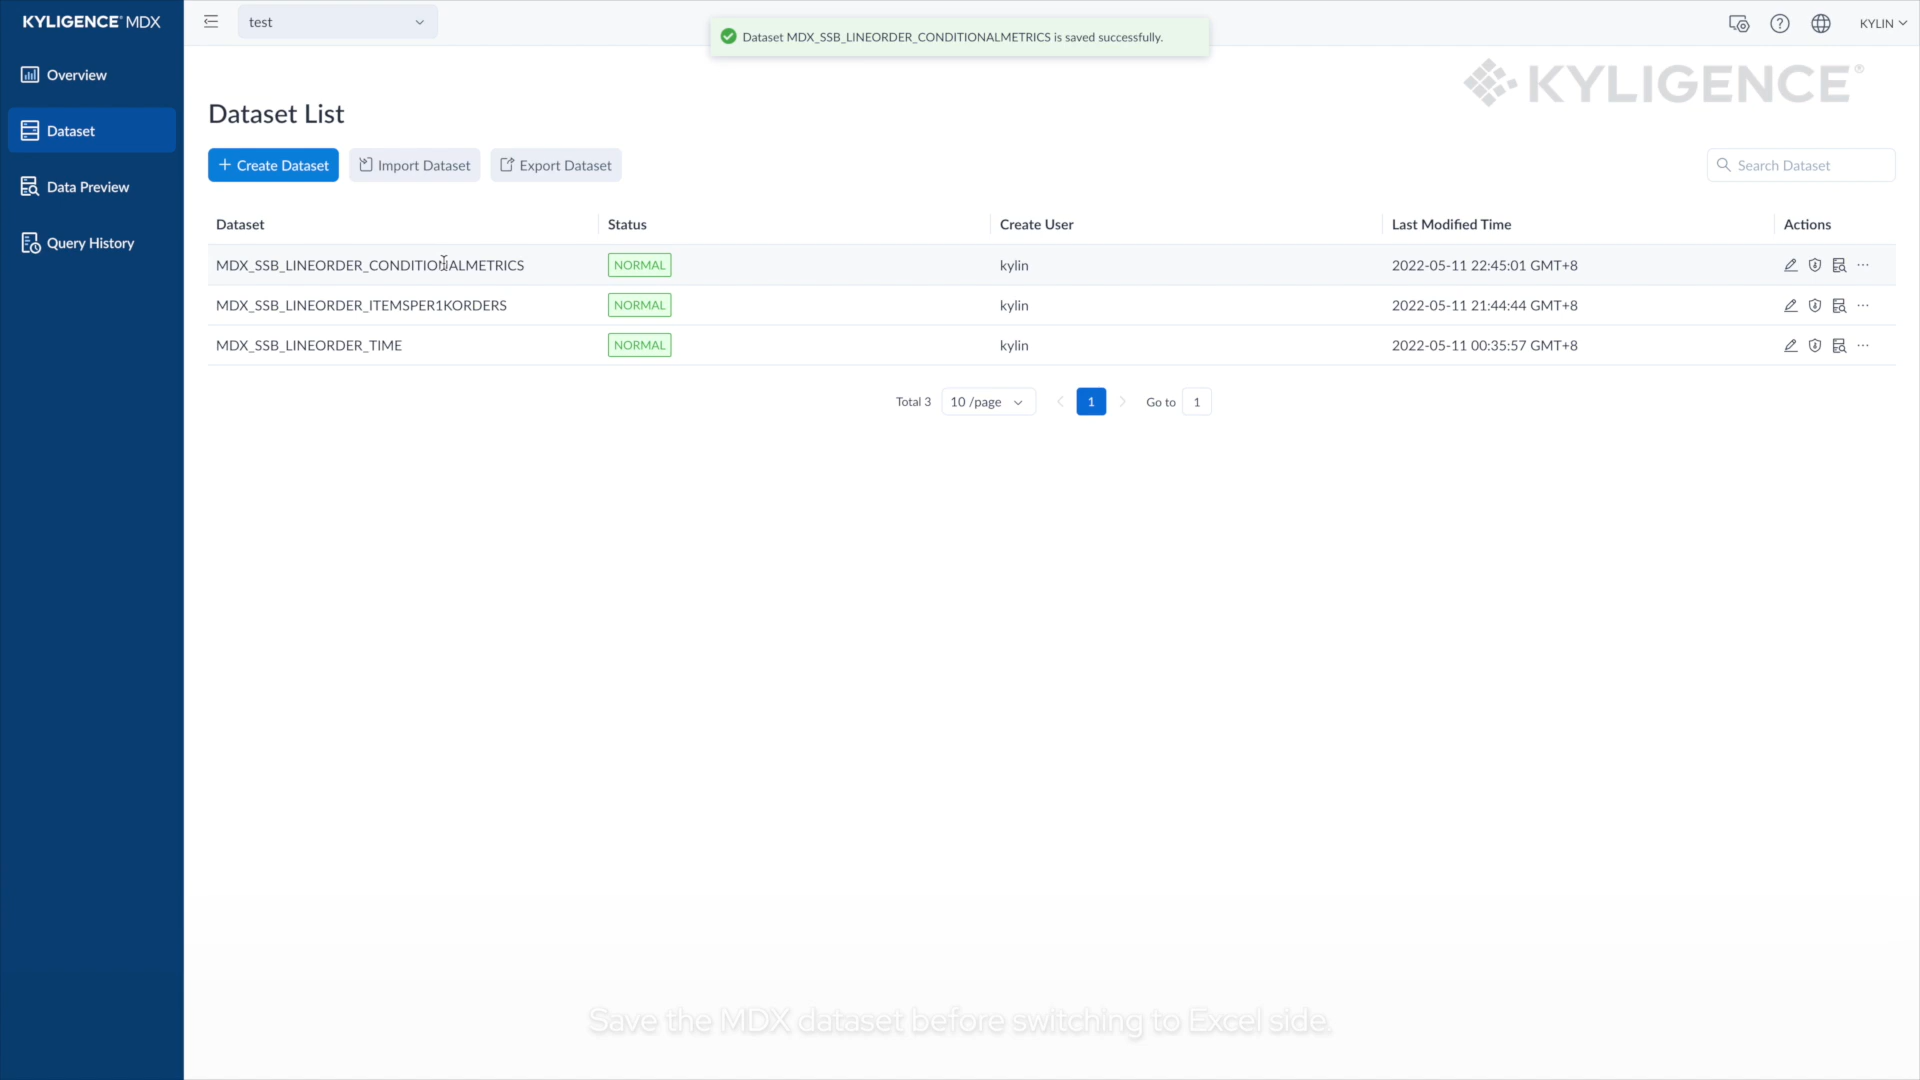 KYLIGENCE® MDX
test
Dataset MDX_SSB_LINEORDER_CONDITIONALMETRICS is saved successfully.
KYLIN
Overview
Dataset
Data Preview
Query History
KYLIGENCE®
Dataset List
+ Create Dataset
Import Dataset
Export Dataset
Search Dataset
Dataset Status Create User Last Modified Time Actions
MDX_SSB_LINEORDER_CONDITIONALMETRICS NORMAL kylin 2022-05-11 22:45:01 GMT+8 ...
MDX_SSB_LINEORDER_ITEMSPER1KORDERS NORMAL kylin 2022-05-11 21:44:44 GMT+8 ...
MDX_SSB_LINEORDER_TIME NORMAL kylin 2022-05-11 00:35:57 GMT+8 ...
Total 3 10 /page < 1 > Go to 1
Save the MDX dataset before switching to Excel side.